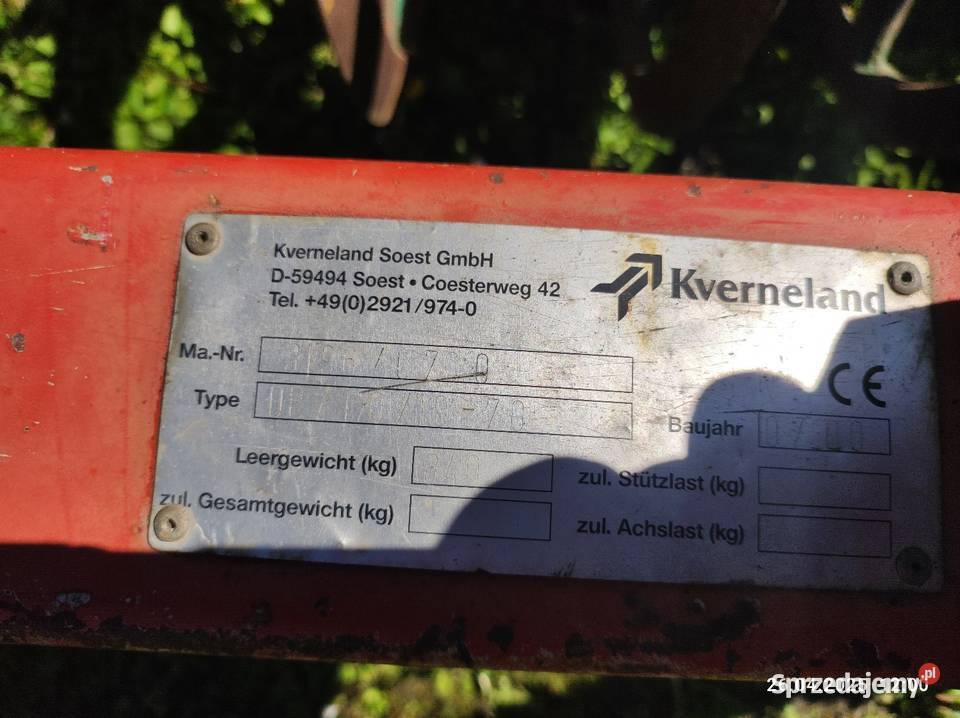 Kverneland Soest GmbH
D-59494 Soest • Coesterweg 42
Tel. +49(0)2921/974-0
Kverneland
Ma.-Nr.
Type
CE
Baujahr
Leergewicht (kg)
zul. Stützlast (kg)
zul. Gesamtgewicht (kg)
zul. Achslast (kg)
Sprzedajemy.pl